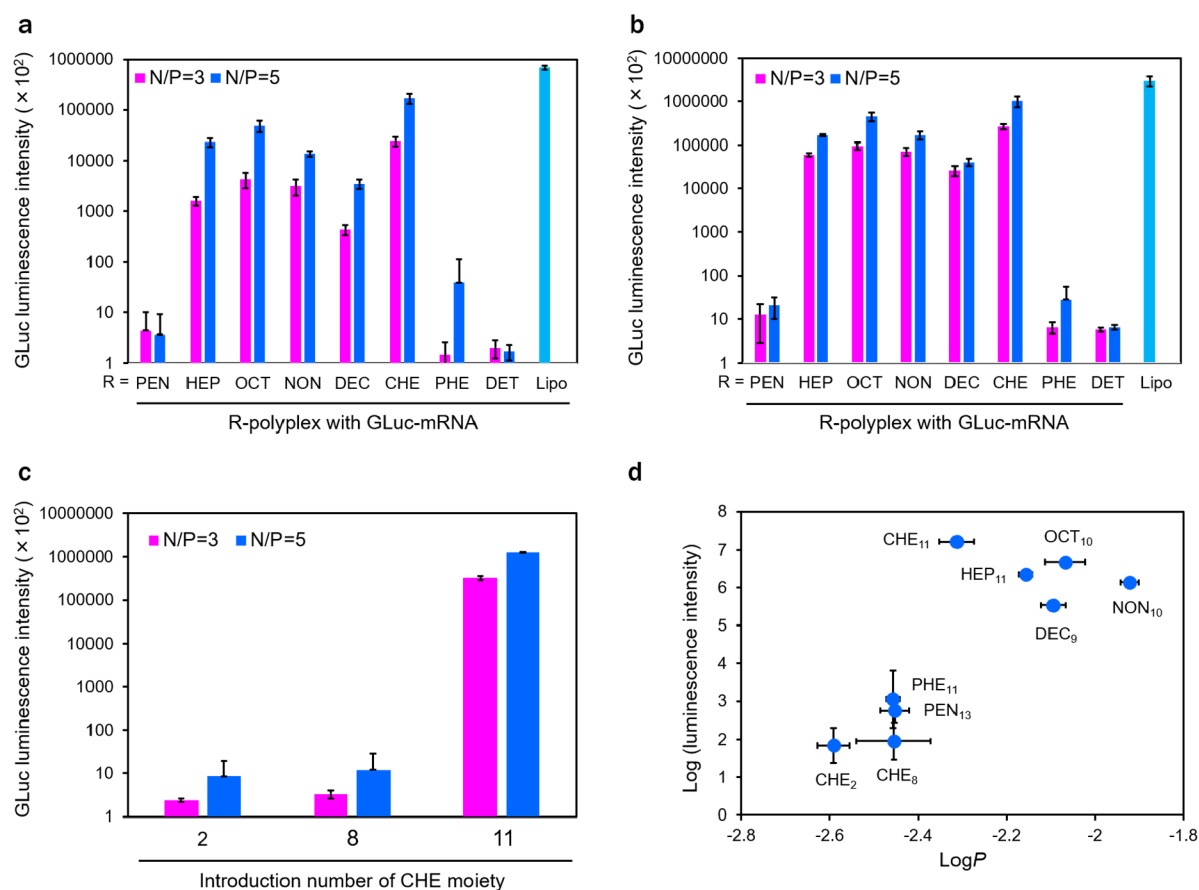 a
GLuc luminescence intensity (×10²)
1000000
100000
10000
1000
100
10
1
N/P=3 N/P=5
R = PEN HEP OCT NON DEC CHE PHE DET Lipo
R-polyplex with GLuc-mRNA
b
GLuc luminescence intensity (×10²)
10000000
1000000
100000
10000
1000
100
10
1
N/P=3 N/P=5
R = PEN HEP OCT NON DEC CHE PHE DET Lipo
R-polyplex with GLuc-mRNA
c
GLuc luminescence intensity (×10²)
10000000
1000000
100000
10000
1000
100
10
1
N/P=3 N/P=5
2 8 11
Introduction number of CHE moiety
d
Log (luminescence intensity)
8
7
6
5
4
3
2
1
0
CHE₁₁
OCT₁₀
HEP₁₁
NON₁₀
DEC₉
PHE₁₁
PEN₁₃
CHE₂
CHE₈
-2.8 -2.6 -2.4 -2.2 -2 -1.8
LogP